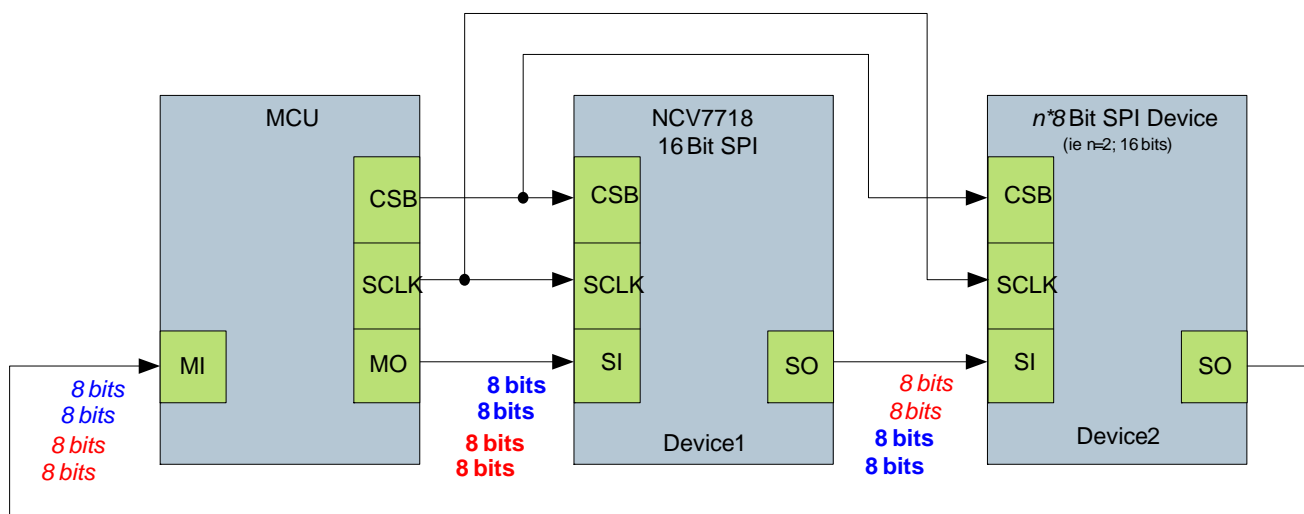 MCU
CSB
SCLK
MO
MI
8 bits
8 bits
8 bits
8 bits
8 bits
8 bits
8 bits
8 bits
NCV7718
16 Bit SPI
CSB
SCLK
SI
SO
Device1
8 bits
8 bits
8 bits
8 bits
n*8 Bit SPI Device
(ie n=2; 16 bits)
CSB
SCLK
SI
SO
Device2